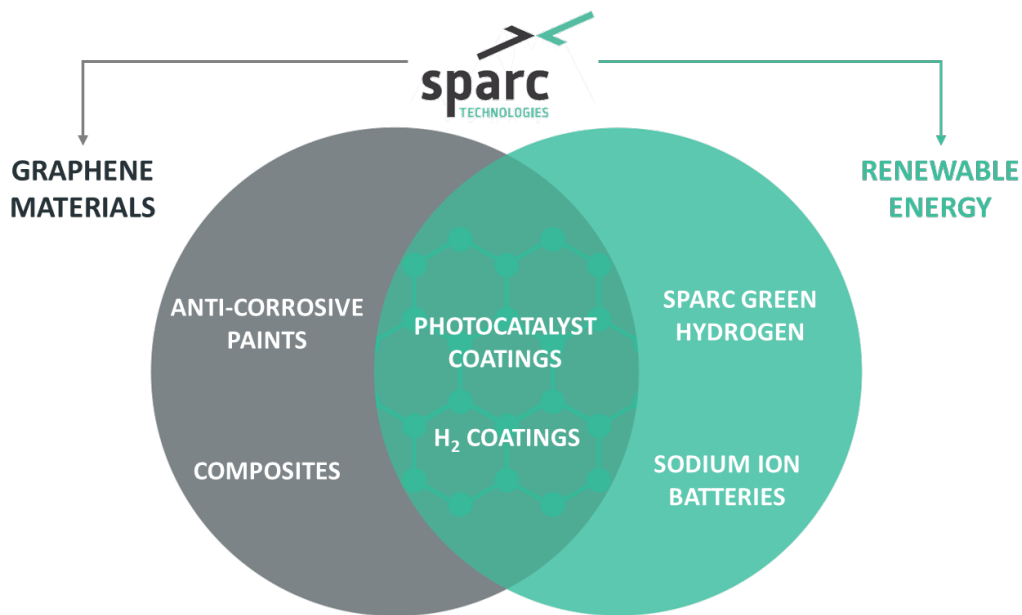 sparc
TECHNOLOGIES
GRAPHENE
MATERIALS
RENEWABLE
ENERGY
ANTI-CORROSIVE
PAINTS
COMPOSITES
PHOTOCATALYST
COATINGS
H₂ COATINGS
SPARC GREEN
HYDROGEN
SODIUM ION
BATTERIES